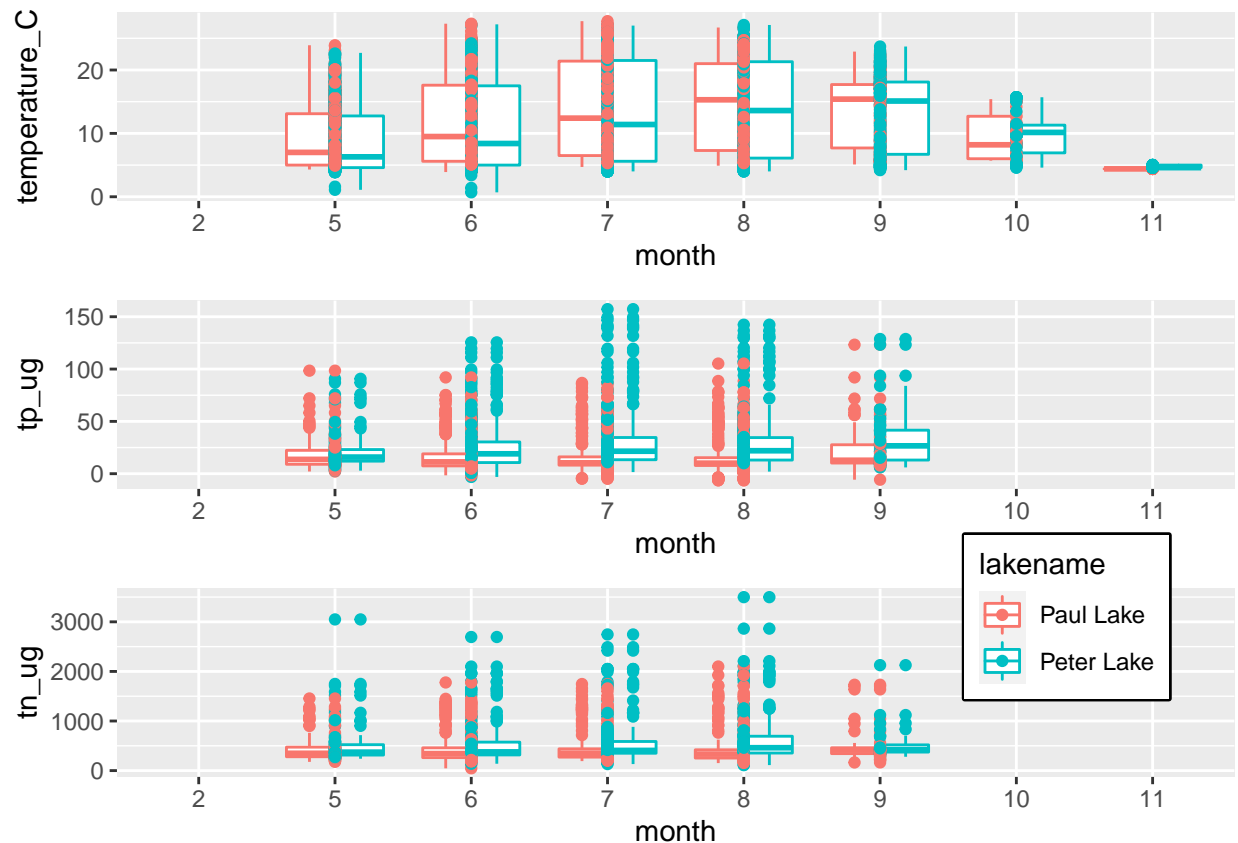 temperature_C
20
10
0
2 5 6 7 8 9 10 11
month
tp_ug
150
100
50
0
2 5 6 7 8 9 10 11
month
lakename
Paul Lake
Peter Lake
tn_ug
3000
2000
1000
0
2 5 6 7 8 9 10 11
month